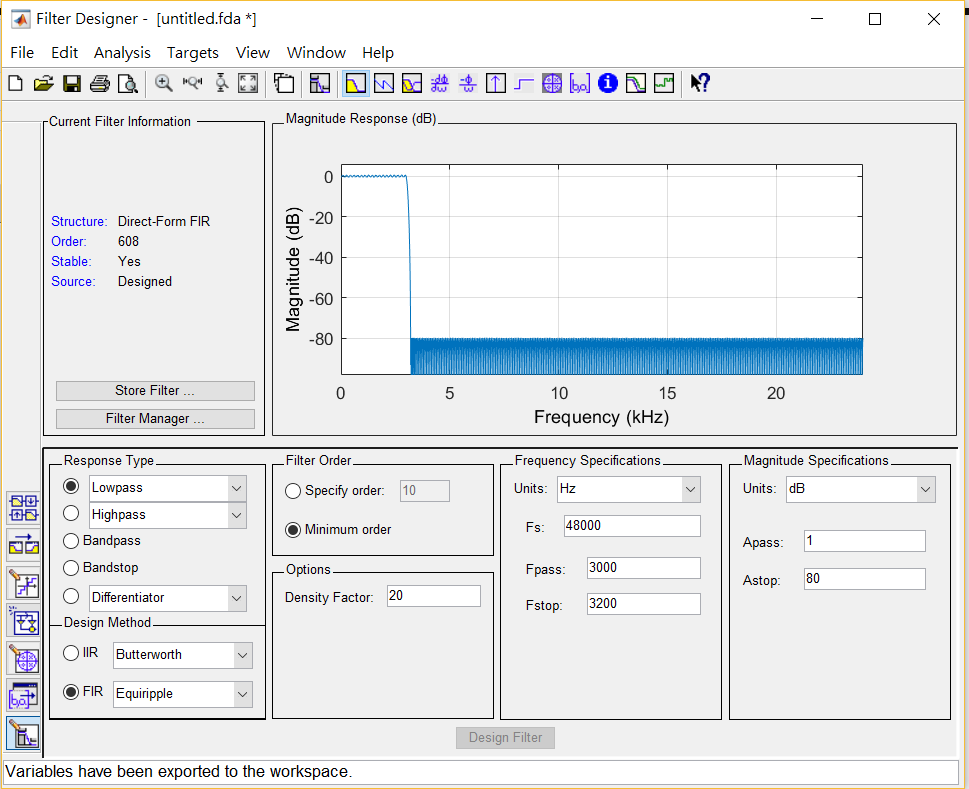 Filter Designer - [untitled.fda *]
File Edit Analysis Targets View Window Help
Current Filter Information
Structure: Direct-Form FIR
Order: 608
Stable: Yes
Source: Designed
Store Filter ...
Filter Manager ...
Magnitude Response (dB)
Magnitude (dB)
0
-20
-40
-60
-80
0 5 10 15 20
Frequency (kHz)
Response Type
Lowpass
Highpass
Bandpass
Bandstop
Differentiator
Design Method
IIR Butterworth
FIR Equiripple
Filter Order
Specify order: 10
Minimum order
Options
Density Factor: 20
Frequency Specifications
Units: Hz
Fs: 48000
Fpass: 3000
Fstop: 3200
Magnitude Specifications
Units: dB
Apass: 1
Astop: 80
Design Filter
Variables have been exported to the workspace.